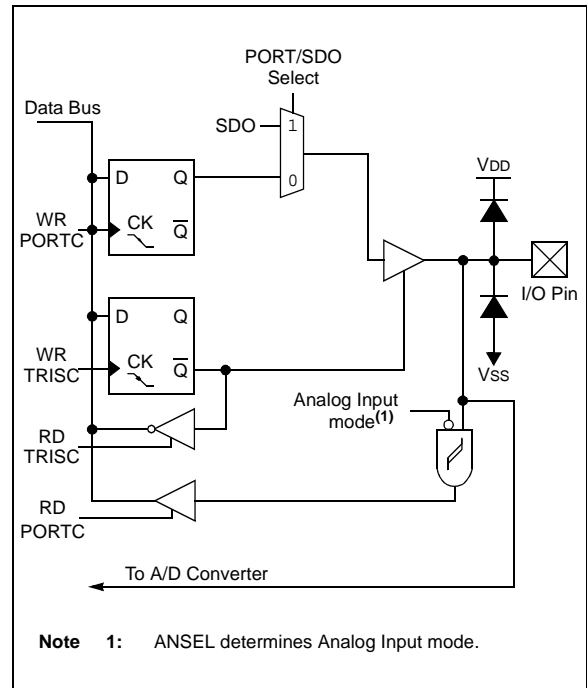 PORT/SDO
Select
Data Bus
SDO
1
0
VDD
D Q
WR
PORTC
CK
Q
I/O Pin
D Q
WR
TRISC
CK
Q
VSS
Analog Input
mode(1)
RD
TRISC
RD
PORTC
To A/D Converter
Note 1: ANSEL determines Analog Input mode.